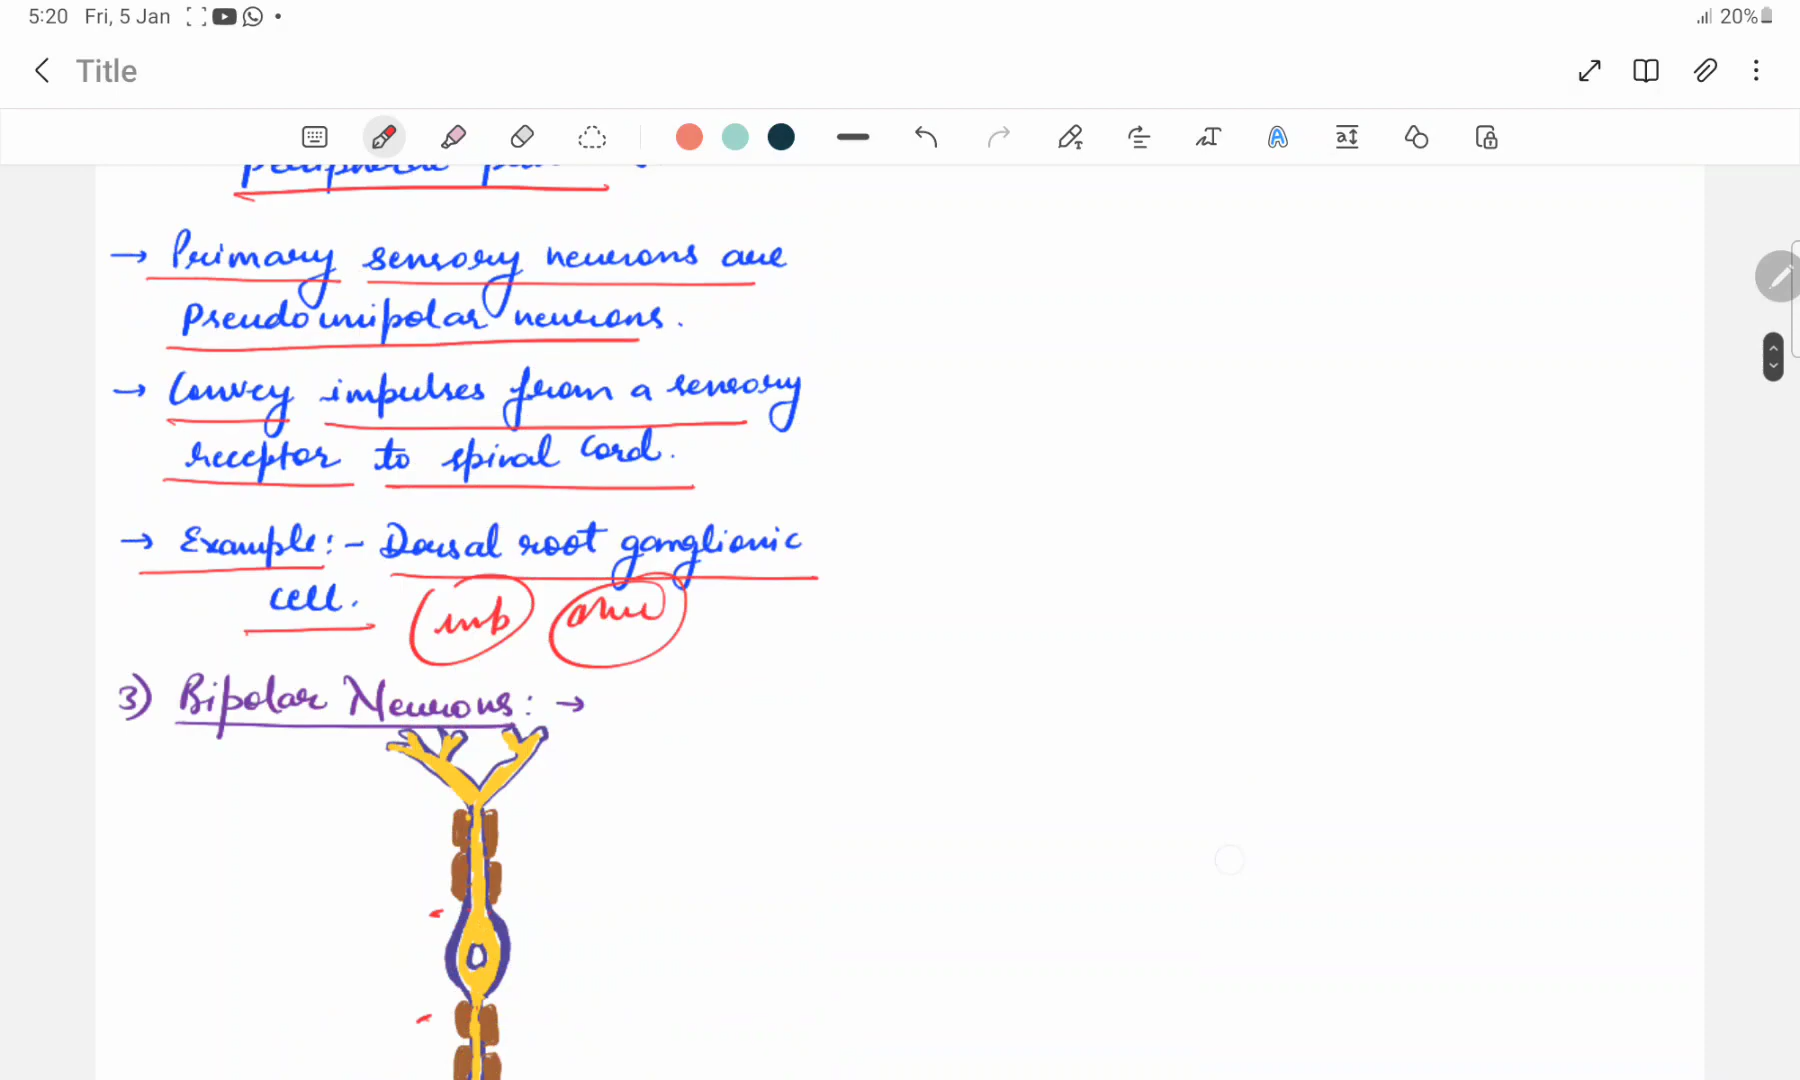 5:20 Fri, 5 Jan
20%
Title
→ Primary sensory neurons are
Pseudounipolar neurons.
→ Convey impulses from a sensory
receptor to spinal cord.
→ Example:- Dorsal root ganglionic
cell. imp
3) Bipolar Neurons: →